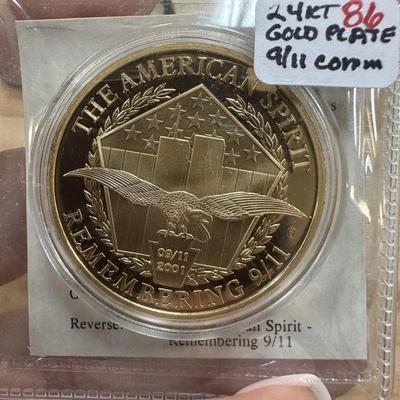 24KT 86
GOLD PLATE
9/11 comm
THE AMERICAN SPIRIT
09/11
2001
REMEMBERING 9/11
Reverse: an Spirit -
Remembering 9/11